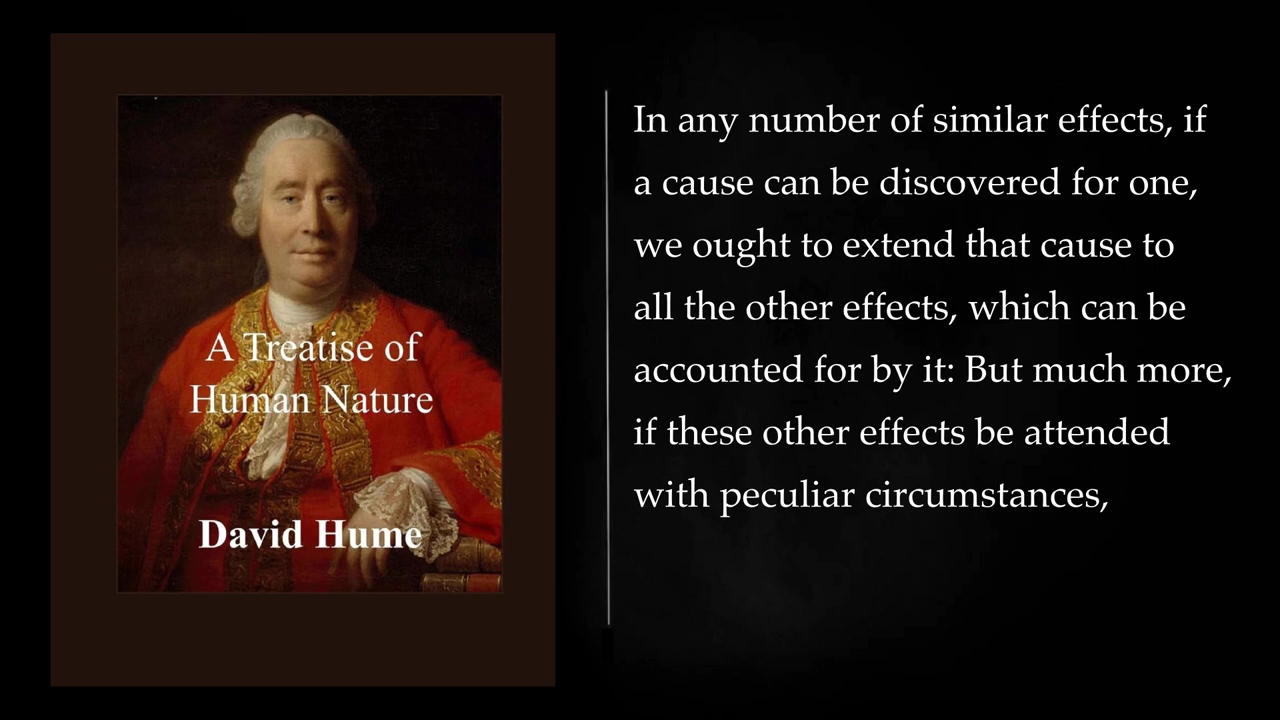 A Treatise of
Human Nature
David Hume
In any number of similar effects, if
a cause can be discovered for one,
we ought to extend that cause to
all the other effects, which can be
accounted for by it: But much more,
if these other effects be attended
with peculiar circumstances,